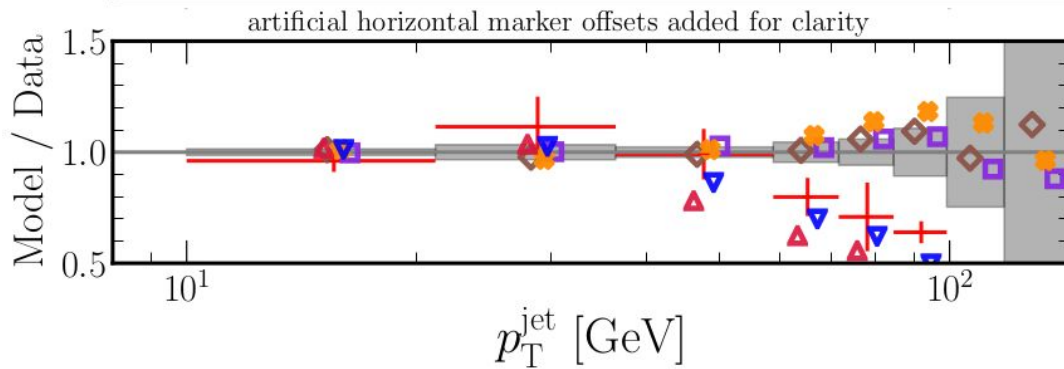 artificial horizontal marker offsets added for clarity
Model / Data
1.5
1.0
0.5
10¹
10²
p_T^jet [GeV]